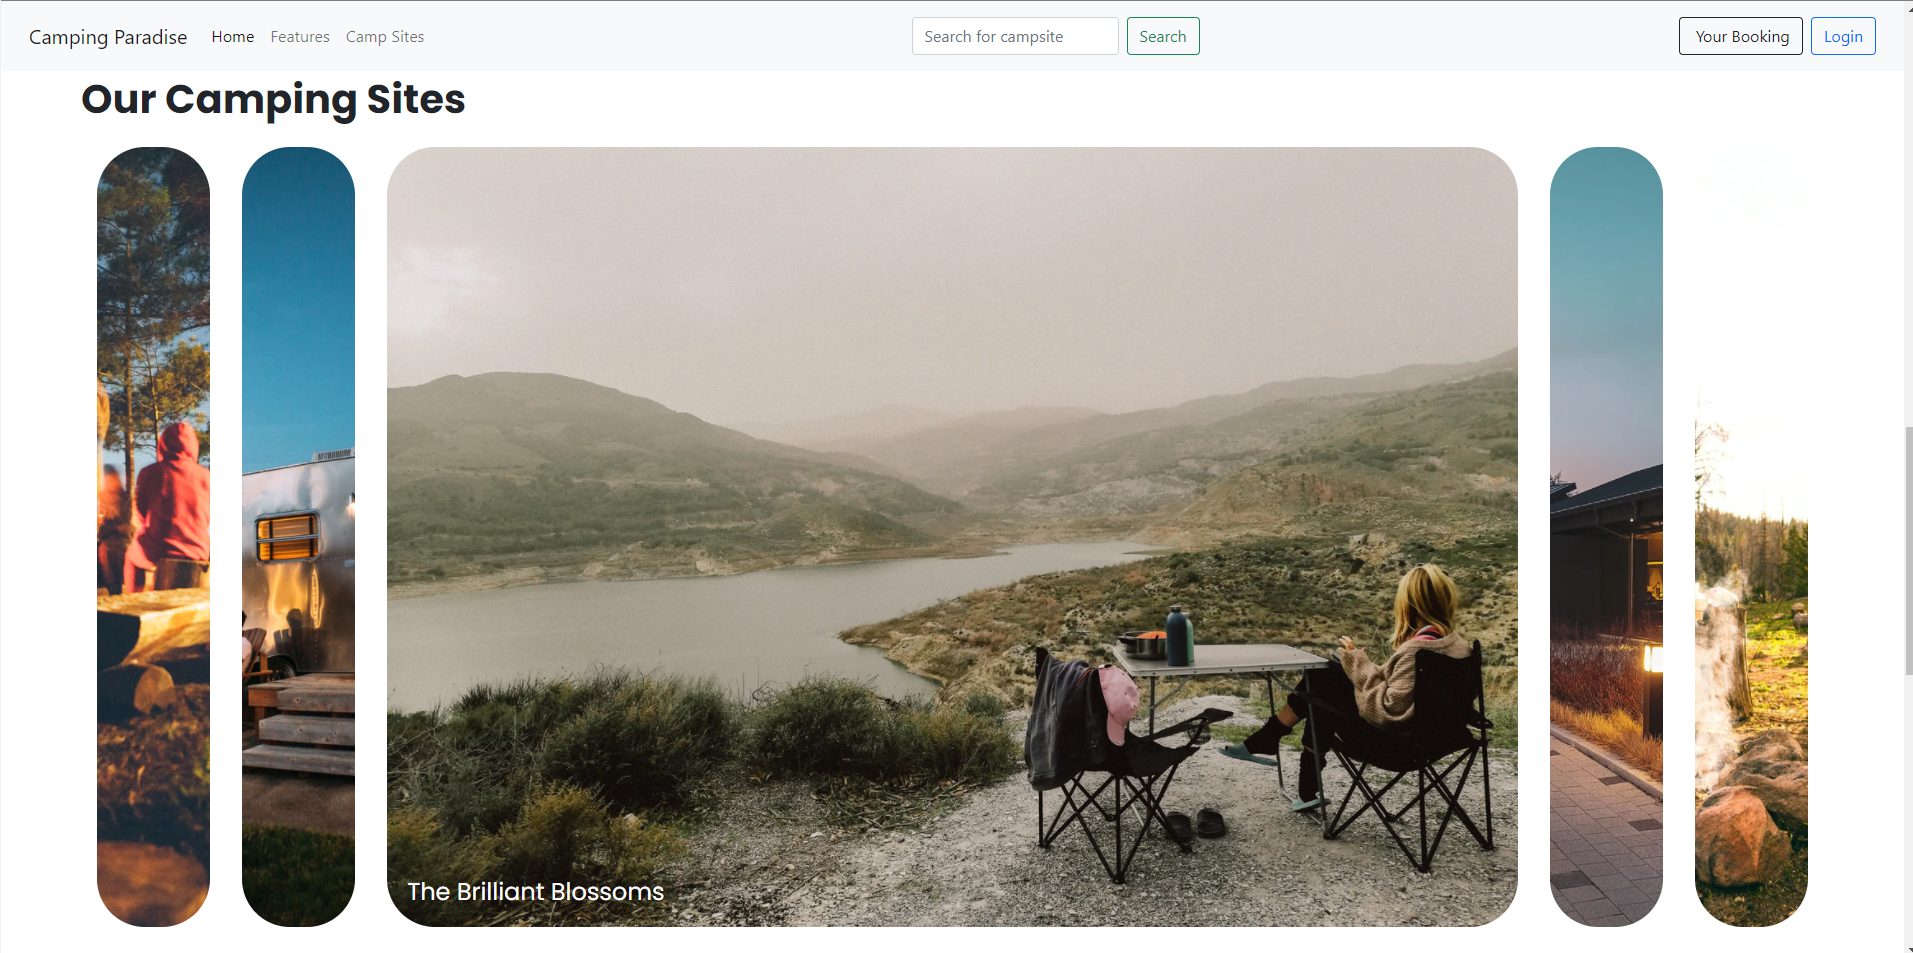 Camping Paradise Home Features Camp Sites Search for campsite Search Your Booking Login
Our Camping Sites
The Brilliant Blossoms